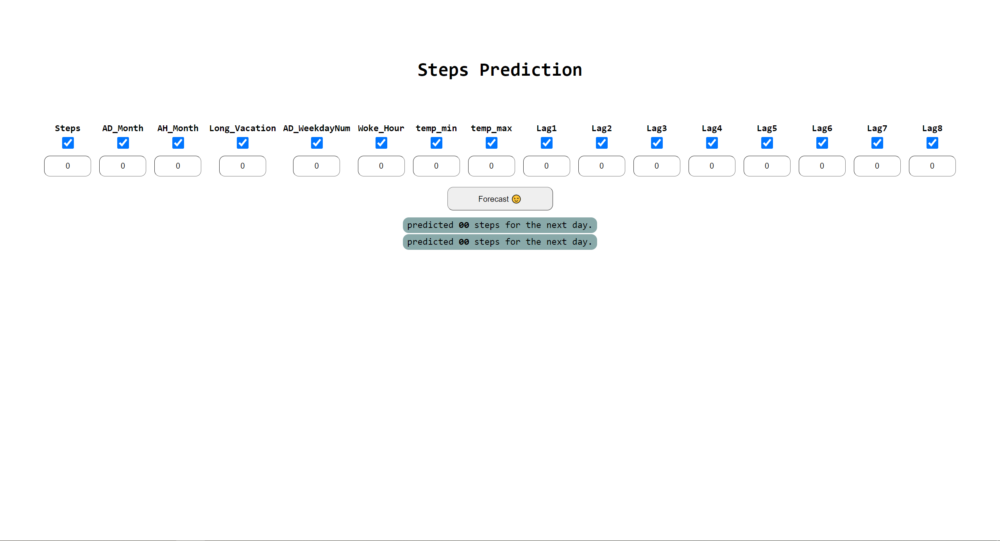 Steps Prediction
Steps AD_Month AH_Month Long_Vacation AD_WeekdayNum Woke_Hour temp_min temp_max Lag1 Lag2 Lag3 Lag4 Lag5 Lag6 Lag7 Lag8
0 0 0 0 0 0 0 0 0 0 0 0 0 0 0 0
Forecast 😉
predicted 00 steps for the next day.
predicted 00 steps for the next day.